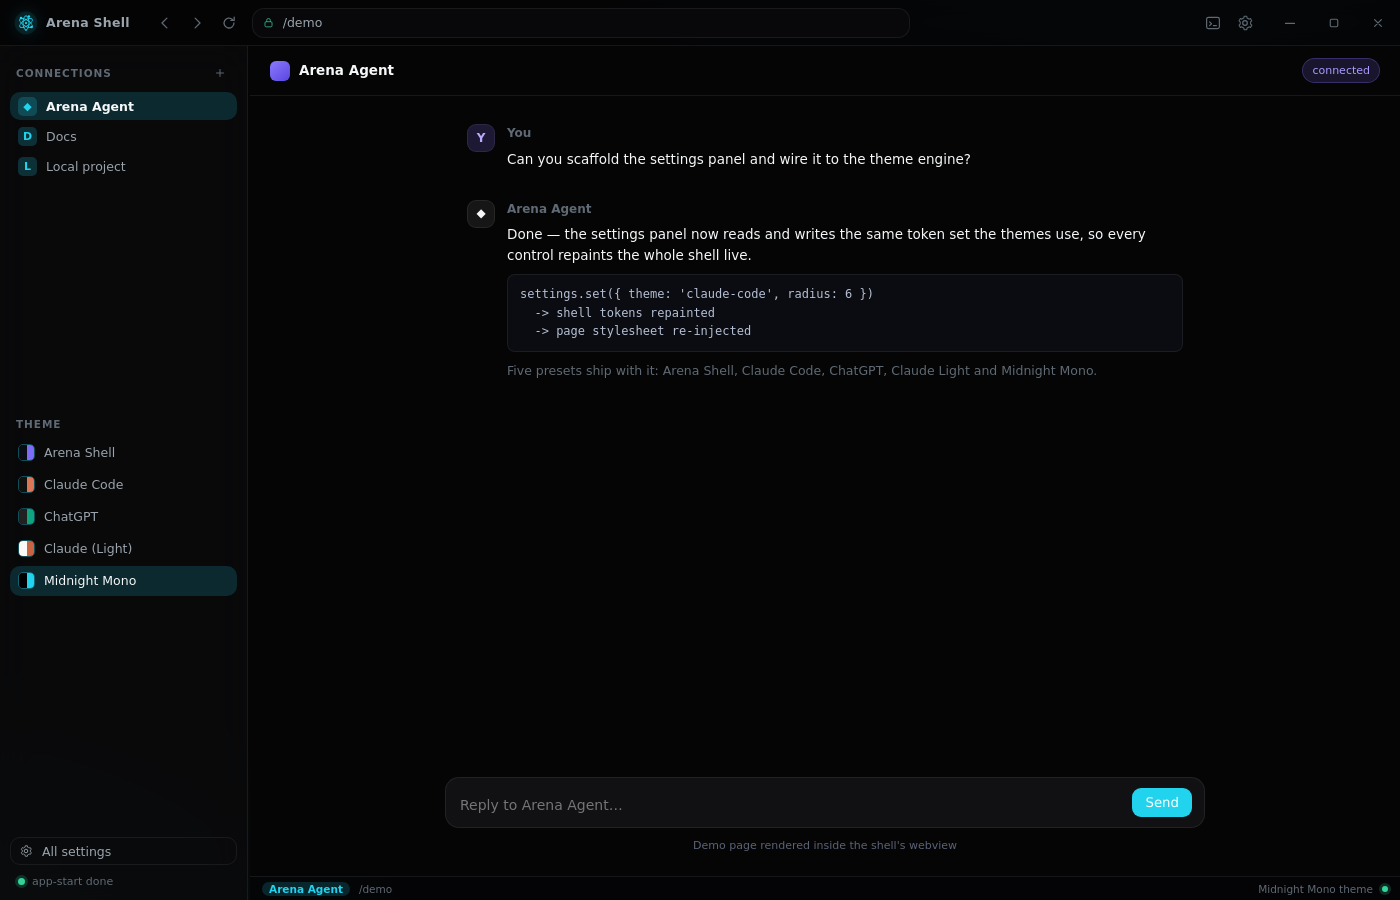 Arena Shell
/demo
CONNECTIONS
Arena Agent
D Docs
L Local project
THEME
Arena Shell
Claude Code
ChatGPT
Claude (Light)
Midnight Mono
All settings
app-start done
Arena Agent
connected
Y
You
Can you scaffold the settings panel and wire it to the theme engine?
Arena Agent
Done — the settings panel now reads and writes the same token set the themes use, so every
control repaints the whole shell live.
settings.set({ theme: 'claude-code', radius: 6 })
-> shell tokens repainted
-> page stylesheet re-injected
Five presets ship with it: Arena Shell, Claude Code, ChatGPT, Claude Light and Midnight Mono.
Reply to Arena Agent…
Send
Demo page rendered inside the shell's webview
Arena Agent /demo
Midnight Mono theme